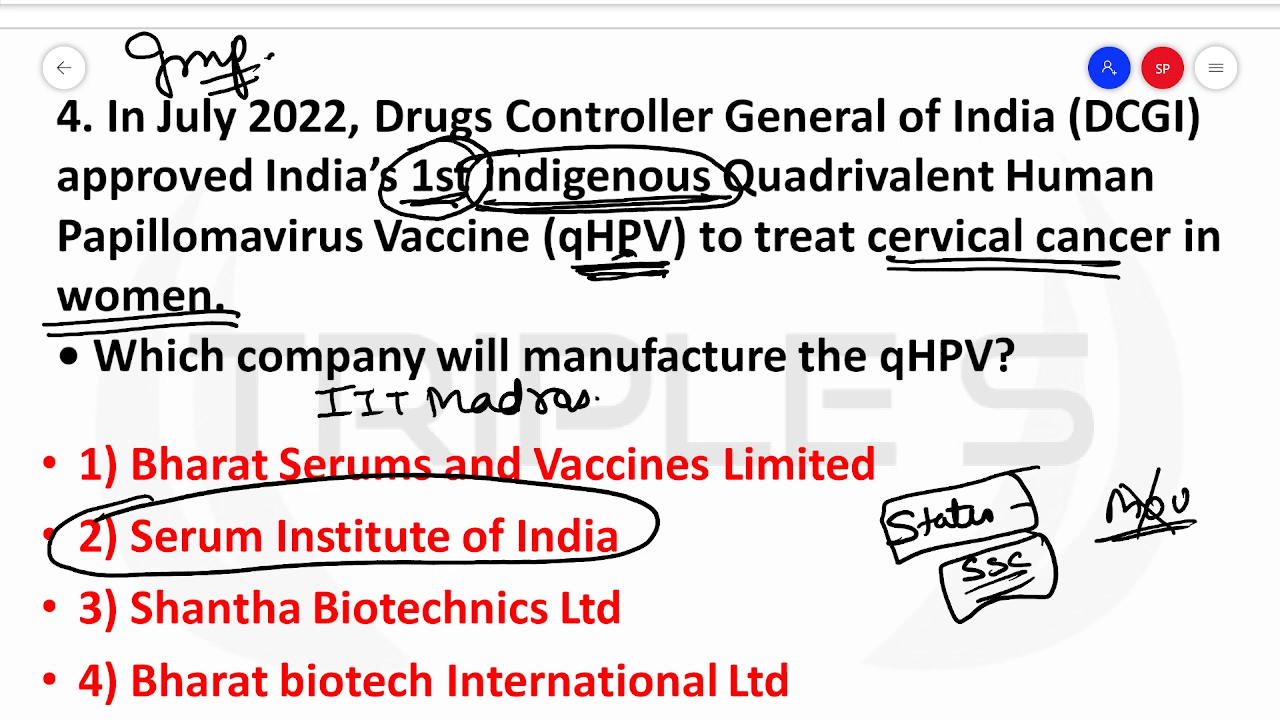 Imp.
SP
4. In July 2022, Drugs Controller General of India (DCGI)
approved India's 1st Indigenous Quadrivalent Human
Papillomavirus Vaccine (qHPV) to treat cervical cancer in
women.
• Which company will manufacture the qHPV?
IIT Madras.
• 1) Bharat Serums and Vaccines Limited
• 2) Serum Institute of India
• 3) Shantha Biotechnics Ltd
• 4) Bharat biotech International Ltd
Status
MOU
SSC
TRIPLE S